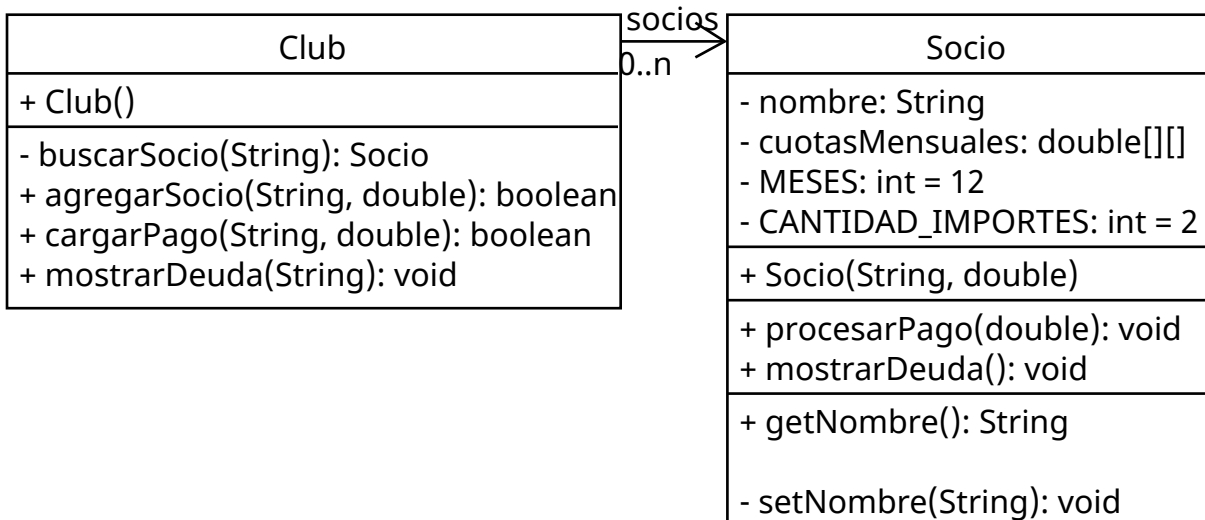 Club
+ Club()
- buscarSocio(String): Socio
+ agregarSocio(String, double): boolean
+ cargarPago(String, double): boolean
+ mostrarDeuda(String): void
socios
0..n
Socio
- nombre: String
- cuotasMensuales: double[][]
- MESES: int = 12
- CANTIDAD_IMPORTES: int = 2
+ Socio(String, double)
+ procesarPago(double): void
+ mostrarDeuda(): void
+ getNombre(): String
- setNombre(String): void